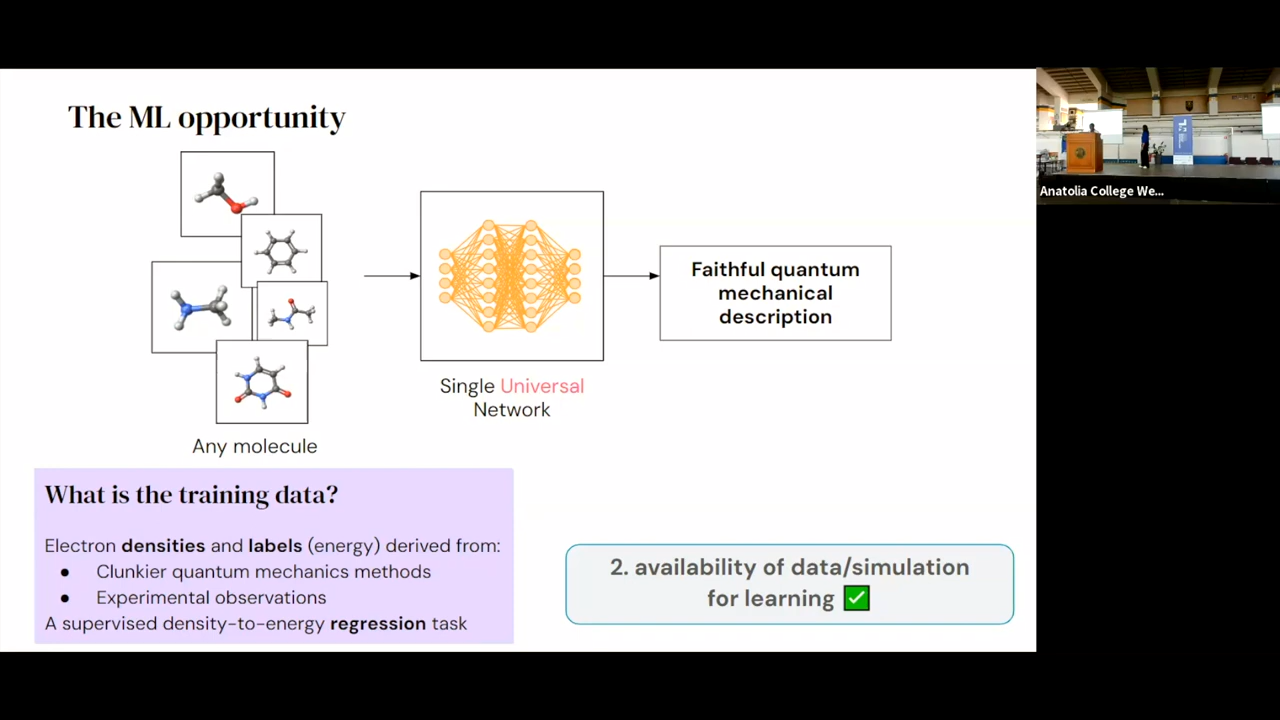 The ML opportunity
Any molecule
Single Universal
Network
Faithful quantum
mechanical
description
What is the training data?
Electron densities and labels (energy) derived from:
● Clunkier quantum mechanics methods
● Experimental observations
A supervised density-to-energy regression task
2. availability of data/simulation
for learning ✅
Anatolia College We...